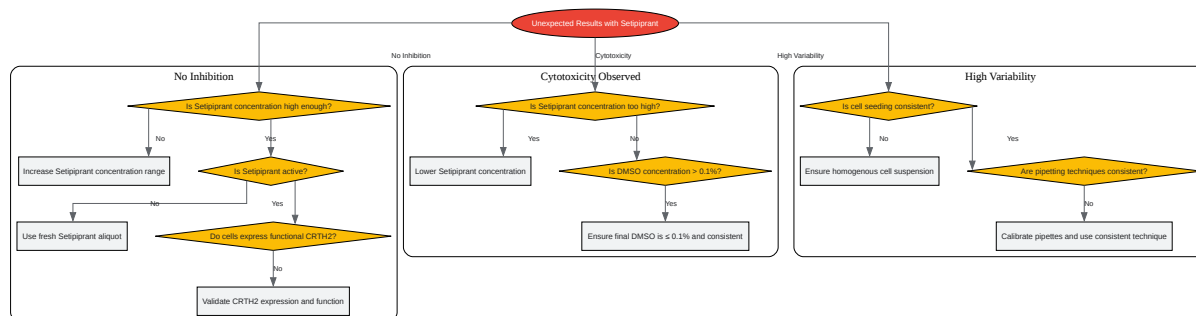 Unexpected Results with Setipiprant
No Inhibition
Cytotoxicity
High Variability
No Inhibition
Is Setipiprant concentration high enough?
No
Yes
Increase Setipiprant concentration range
Is Setipiprant active?
No
Yes
Use fresh Setipiprant aliquot
Do cells express functional CRTH2?
No
Validate CRTH2 expression and function
Cytotoxicity Observed
Is Setipiprant concentration too high?
Yes
No
Lower Setipiprant concentration
Is DMSO concentration > 0.1%?
Yes
Ensure final DMSO is ≤ 0.1% and consistent
High Variability
Is cell seeding consistent?
No
Yes
Ensure homogenous cell suspension
Are pipetting techniques consistent?
No
Calibrate pipettes and use consistent technique